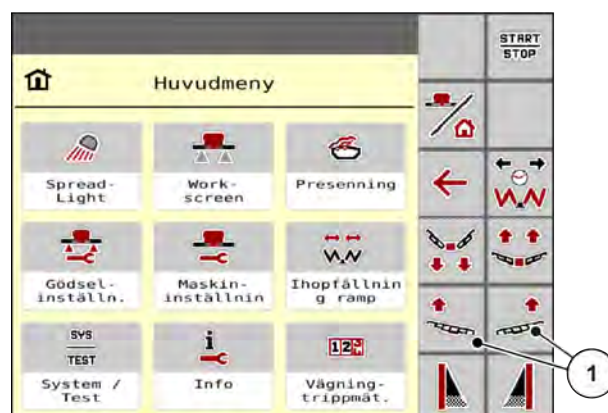 START
STOP
Huvudmeny
Spread-
Light
Work-
screen
Presenning
Gödsel-
inställn.
Maskin-
inställnin
Ihopfällnin
g ramp
SYS
TEST
System /
Test
i
Info
123
Vägning-
trippmät.
1